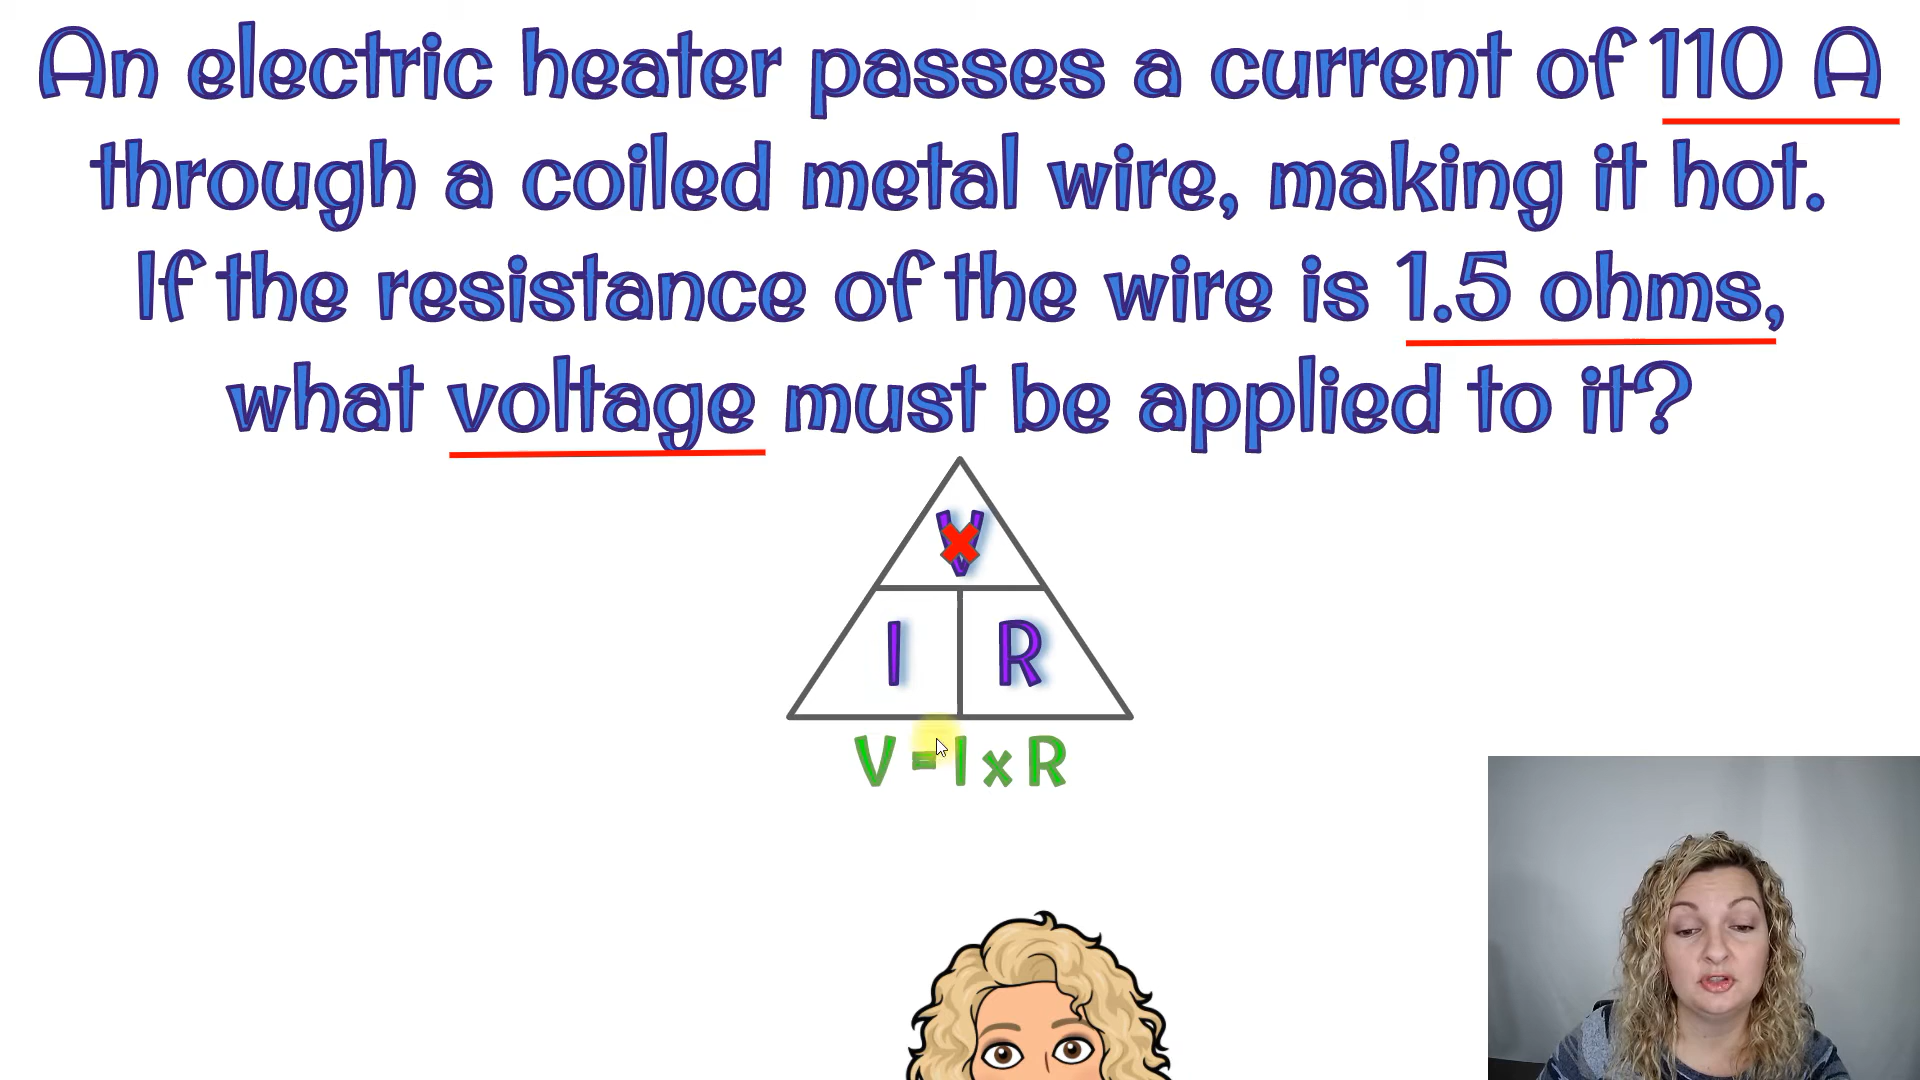 An electric heater passes a current of 110 A
through a coiled metal wire, making it hot.
If the resistance of the wire is 1.5 ohms,
what voltage must be applied to it?
V
I R
V = I x R